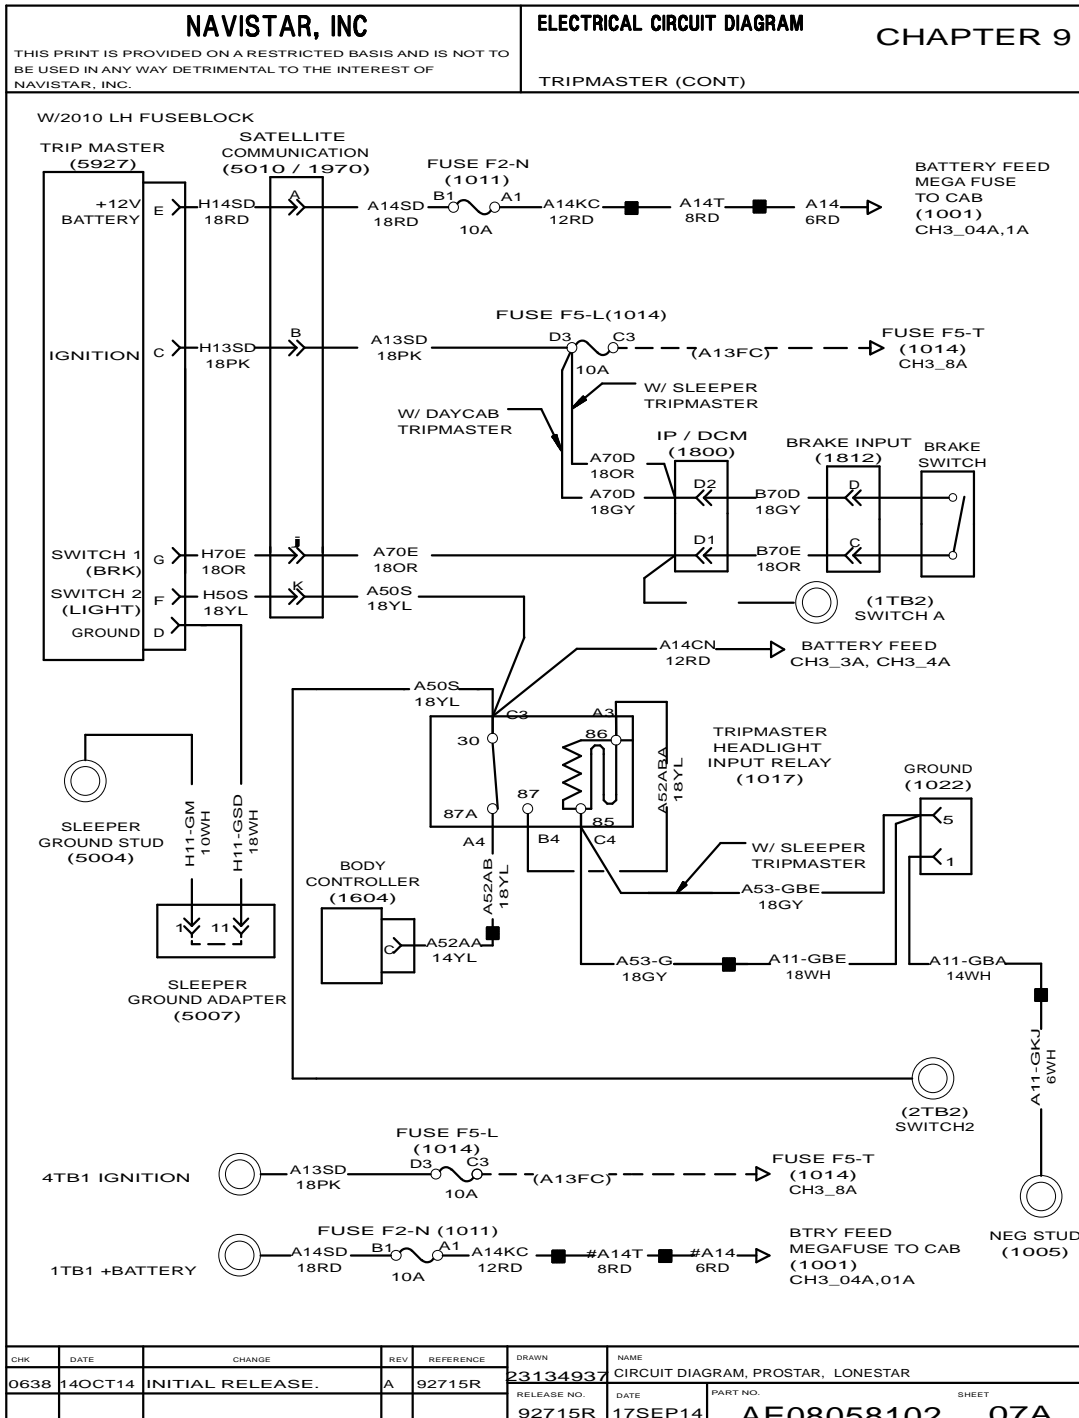 NAVISTAR, INC
THIS PRINT IS PROVIDED ON A RESTRICTED BASIS AND IS NOT TO
BE USED IN ANY WAY DETRIMENTAL TO THE INTEREST OF
NAVISTAR, INC.
ELECTRICAL CIRCUIT DIAGRAM
CHAPTER 9
TRIPMASTER (CONT)
W/2010 LH FUSEBLOCK
TRIP MASTER
(5927)
SATELLITE
COMMUNICATION
(5010 / 1970)
FUSE F2-N
(1011)
BATTERY FEED
MEGA FUSE
TO CAB
(1001)
CH3_04A,1A
+12V
BATTERY
E
H14SD
18RD
A
A14SD
18RD
B1
A1
10A
A14KC
12RD
A14T
8RD
A14
6RD
FUSE F5-L(1014)
IGNITION
C
H13SD
18PK
B
A13SD
18PK
D3
C3
10A
(A13FC)
FUSE F5-T
(1014)
CH3_8A
W/ SLEEPER
TRIPMASTER
W/ DAYCAB
TRIPMASTER
IP / DCM
(1800)
BRAKE INPUT
(1812)
BRAKE
SWITCH
A70D
18OR
A70D
18GY
D2
B70D
18GY
D
SWITCH 1
(BRK)
G
H70E
18OR
j
A70E
18OR
D1
B70E
18OR
C
SWITCH 2
(LIGHT)
F
H50S
18YL
K
A50S
18YL
(1TB2)
SWITCH A
GROUND
D
A14CN
12RD
BATTERY FEED
CH3_3A, CH3_4A
A50S
18YL
C3
A3
30
86
87
87A
85
A4
B4
C4
A52ABA
18YL
TRIPMASTER
HEADLIGHT
INPUT RELAY
(1017)
GROUND
(1022)
5
1
SLEEPER
GROUND STUD
(5004)
H11-GM
10WH
H11-GSD
18WH
BODY
CONTROLLER
(1604)
A52AB
18YL
W/ SLEEPER
TRIPMASTER
A53-GBE
18GY
C
A52AA
14YL
1
11
A53-G
18GY
A11-GBE
18WH
A11-GBA
14WH
SLEEPER
GROUND ADAPTER
(5007)
A11-GKJ
6WH
(2TB2)
SWITCH2
4TB1 IGNITION
A13SD
18PK
FUSE F5-L
(1014)
D3
C3
10A
(A13FC)
FUSE F5-T
(1014)
CH3_8A
NEG STUD
(1005)
1TB1 +BATTERY
A14SD
18RD
FUSE F2-N (1011)
B1
A1
10A
A14KC
12RD
#A14T
8RD
#A14
6RD
BTRY FEED
MEGAFUSE TO CAB
(1001)
CH3_04A,01A
CHK DATE CHANGE REV REFERENCE
0638 14OCT14 INITIAL RELEASE. A 92715R
DRAWN
23134937
NAME
CIRCUIT DIAGRAM, PROSTAR, LONESTAR
RELEASE NO. DATE PART NO. SHEET
92715R 17SEP14 AF08058102 07A